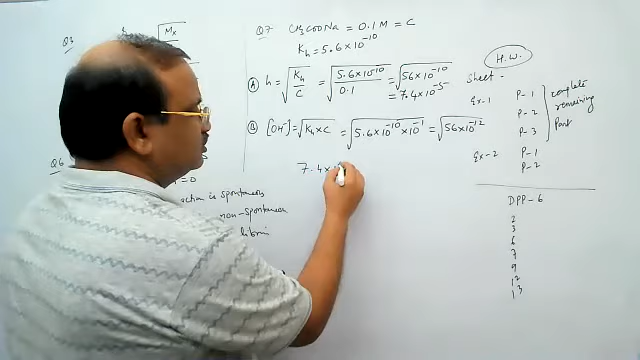 Q3
Mx
Q6
= 0
ction is spontaneous
non-spontaneous
Q7 CH3COONa = 0.1 M = C
Kh = 5.6 × 10^-10
(A) h = √(Kh/C) = √(5.6×10^-10/0.1) = √(56×10^-10)
= 7.4×10^-5
(B) [OH^-] = √(Kh×C) = √(5.6×10^-10×10^-1) = √(56×10^-12)
7.4×
H.W.
Sheet -
Ex-1 P-1
P-2
P-3
complete
remaining
Part
Ex-2 P-1
P-2
DPP-6
2
3
6
7
9
12
13